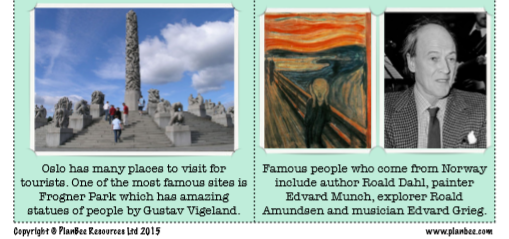 Oslo has many places to visit for
tourists. One of the most famous sites is
Frogner Park which has amazing
statues of people by Gustav Vigeland.
Famous people who come from Norway
include author Roald Dahl, painter
Edvard Munch, explorer Roald
Amundsen and musician Edvard Grieg.
Copyright © PlanBee Resources Ltd 2015
www.planbee.com